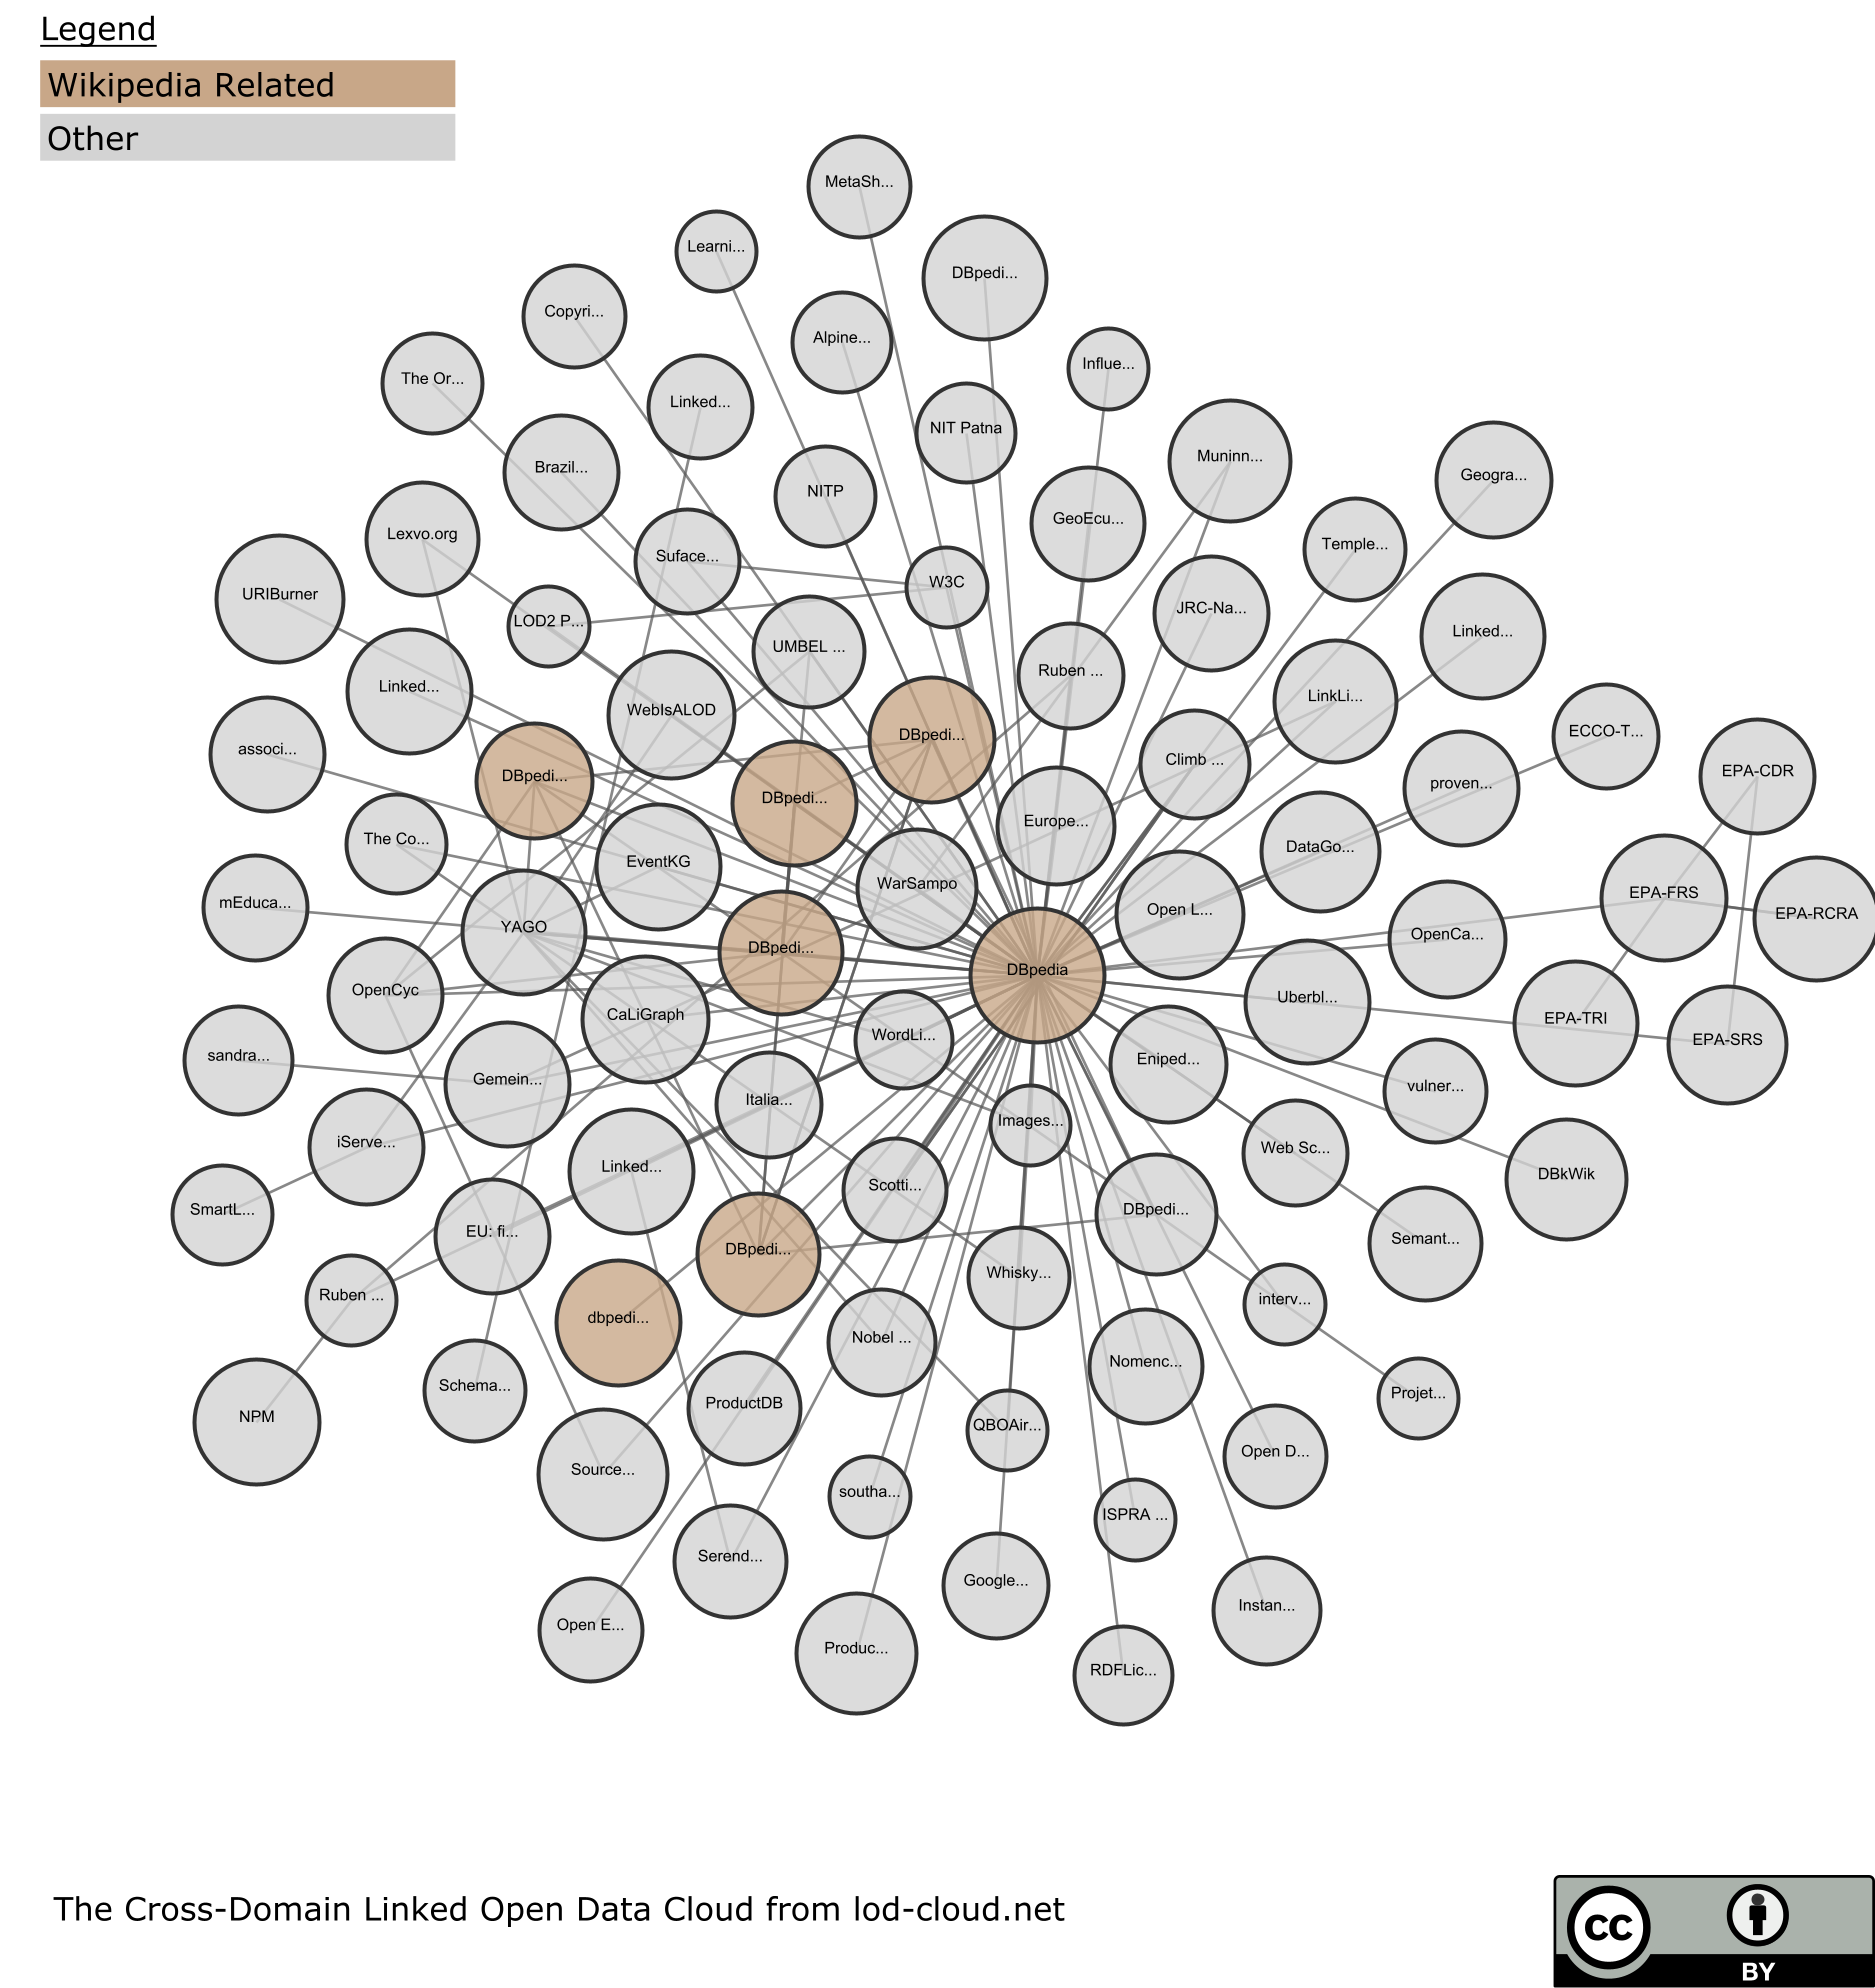 Legend
Wikipedia Related
Other
MetaSh...
Learni...
DBpedi...
Copyri...
Alpine...
Influe...
The Or...
Linked...
NIT Patna
Muninn...
Brazil...
Geogra...
NITP
GeoEcu...
Lexvo.org
Suface...
Temple...
W3C
URIBurner
LOD2 P...
JRC-Na...
Linked...
UMBEL ...
Ruben ...
Linked...
LinkLi...
WebIsALOD
ECCO-T...
DBpedi...
associ...
Climb ...
DBpedi...
EPA-CDR
proven...
DBpedi...
Europe...
The Co...
DataGo...
EventKG
WarSampo
EPA-FRS
mEduca...
Open L...
EPA-RCRA
YAGO
OpenCa...
DBpedi...
DBpedia
OpenCyc
Uberbl...
CaLiGraph
EPA-TRI
WordLi...
EPA-SRS
sandra...
Eniped...
Gemein...
vulner...
Italia...
Images...
iServe...
Web Sc...
Linked...
DBkWik
Scotti...
SmartL...
DBpedi...
EU: fi...
Semant...
DBpedi...
Whisky...
Ruben ...
interv...
dbpedi...
Nobel ...
Nomenc...
Schema...
Projet...
ProductDB
NPM
QBOAir...
Open D...
Source...
southa...
ISPRA ...
Serend...
Google...
Instan...
Open E...
Produc...
RDFLic...
The Cross-Domain Linked Open Data Cloud from lod-cloud.net
cc
BY